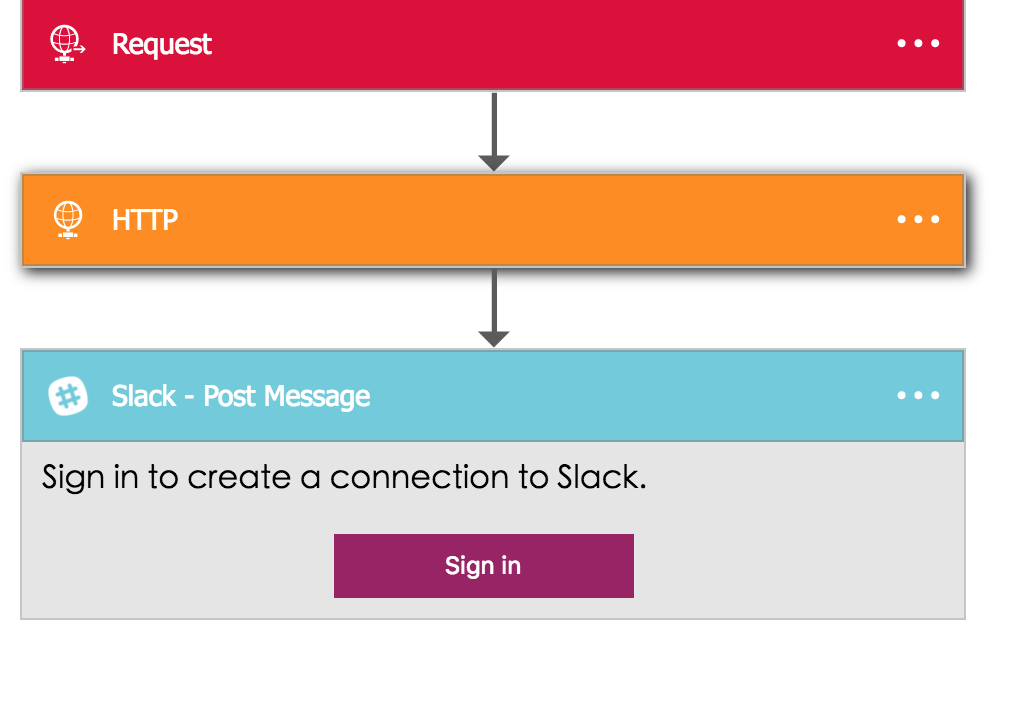 Request
HTTP
Slack - Post Message
Sign in to create a connection to Slack.
Sign in